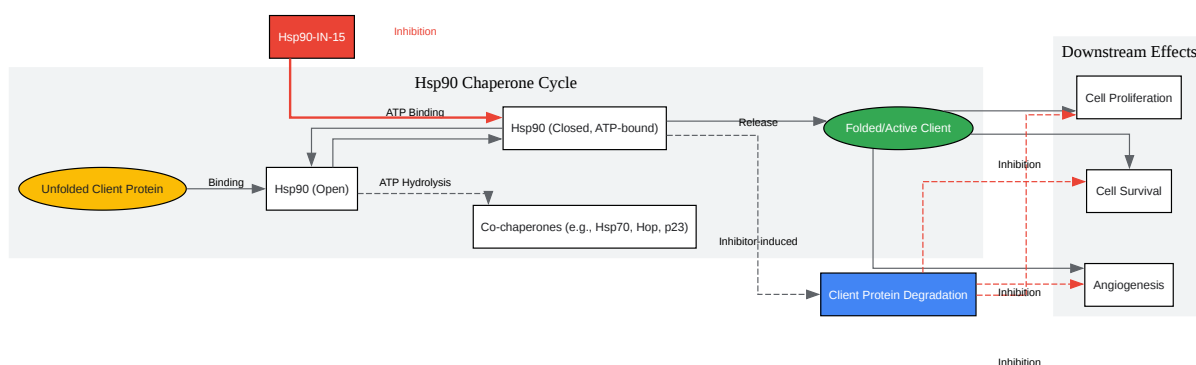 Hsp90-IN-15
Inhibition
Downstream Effects
Hsp90 Chaperone Cycle
Cell Proliferation
ATP Binding
Release
Hsp90 (Closed, ATP-bound)
Folded/Active Client
Inhibition
Binding
ATP Hydrolysis
Unfolded Client Protein
Hsp90 (Open)
Cell Survival
Co-chaperones (e.g., Hsp70, Hop, p23)
Inhibitor-induced
Angiogenesis
Client Protein Degradation
Inhibition
Inhibition